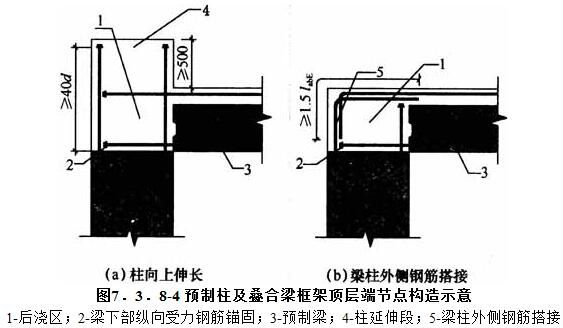 4
1
≥500
≥40d
2
3
(a)柱向上伸长
1
5
≥1.5 labE
2
3
(b)梁柱外侧钢筋搭接
图7．3．8-4 预制柱及叠合梁框架顶层端节点构造示意
1-后浇区；2-梁下部纵向受力钢筋锚固；3-预制梁；4-柱延伸段；5-梁柱外侧钢筋搭接